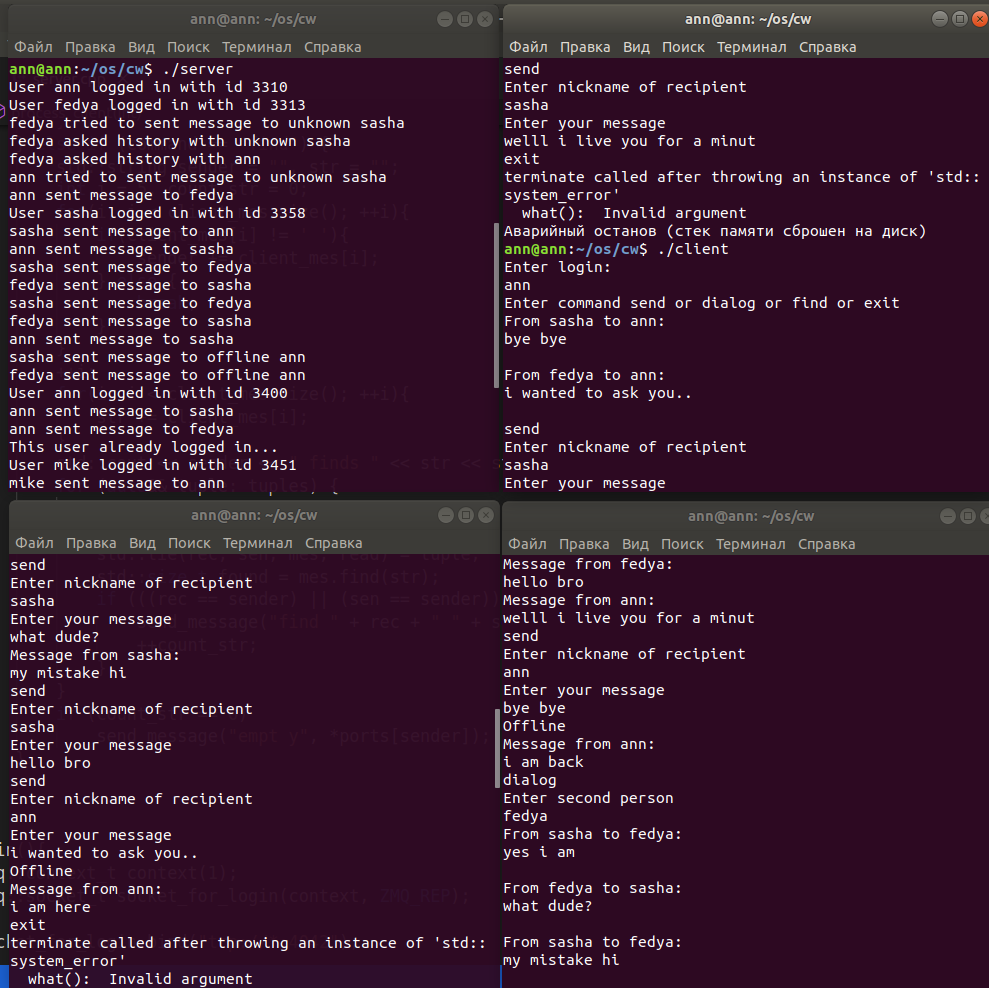 ann@ann: ~/os/cw
Файл Правка Вид Поиск Терминал Справка
ann@ann:~/os/cw$ ./server
User ann logged in with id 3310
User fedya logged in with id 3313
fedya tried to sent message to unknown sasha
fedya asked history with unknown sasha
fedya asked history with ann
ann tried to sent message to unknown sasha
ann sent message to fedya
User sasha logged in with id 3358
sasha sent message to ann
ann sent message to sasha
sasha sent message to fedya
fedya sent message to sasha
sasha sent message to fedya
fedya sent message to sasha
ann sent message to sasha
sasha sent message to offline ann
fedya sent message to offline ann
User ann logged in with id 3400
ann sent message to sasha
ann sent message to fedya
This user already logged in...
User mike logged in with id 3451
mike sent message to ann
ann@ann: ~/os/cw
Файл Правка Вид Поиск Терминал Справка
send
Enter nickname of recipient
sasha
Enter your message
welll i live you for a minut
exit
terminate called after throwing an instance of 'std::
system_error'
what(): Invalid argument
Аварийный останов (стек памяти сброшен на диск)
ann@ann:~/os/cw$ ./client
Enter login:
ann
Enter command send or dialog or find or exit
From sasha to ann:
bye bye
From fedya to ann:
i wanted to ask you..
send
Enter nickname of recipient
sasha
Enter your message
ann@ann: ~/os/cw
Файл Правка Вид Поиск Терминал Справка
send
Enter nickname of recipient
sasha
Enter your message
what dude?
Message from sasha:
my mistake hi
send
Enter nickname of recipient
sasha
Enter your message
hello bro
send
Enter nickname of recipient
ann
Enter your message
i wanted to ask you..
Offline
Message from ann:
i am here
exit
terminate called after throwing an instance of 'std::
system_error'
what(): Invalid argument
ann@ann: ~/os/cw
Файл Правка Вид Поиск Терминал Справка
Message from fedya:
hello bro
Message from ann:
welll i live you for a minut
send
Enter nickname of recipient
ann
Enter your message
bye bye
Offline
Message from ann:
i am back
dialog
Enter second person
fedya
From sasha to fedya:
yes i am
From fedya to sasha:
what dude?
From sasha to fedya:
my mistake hi